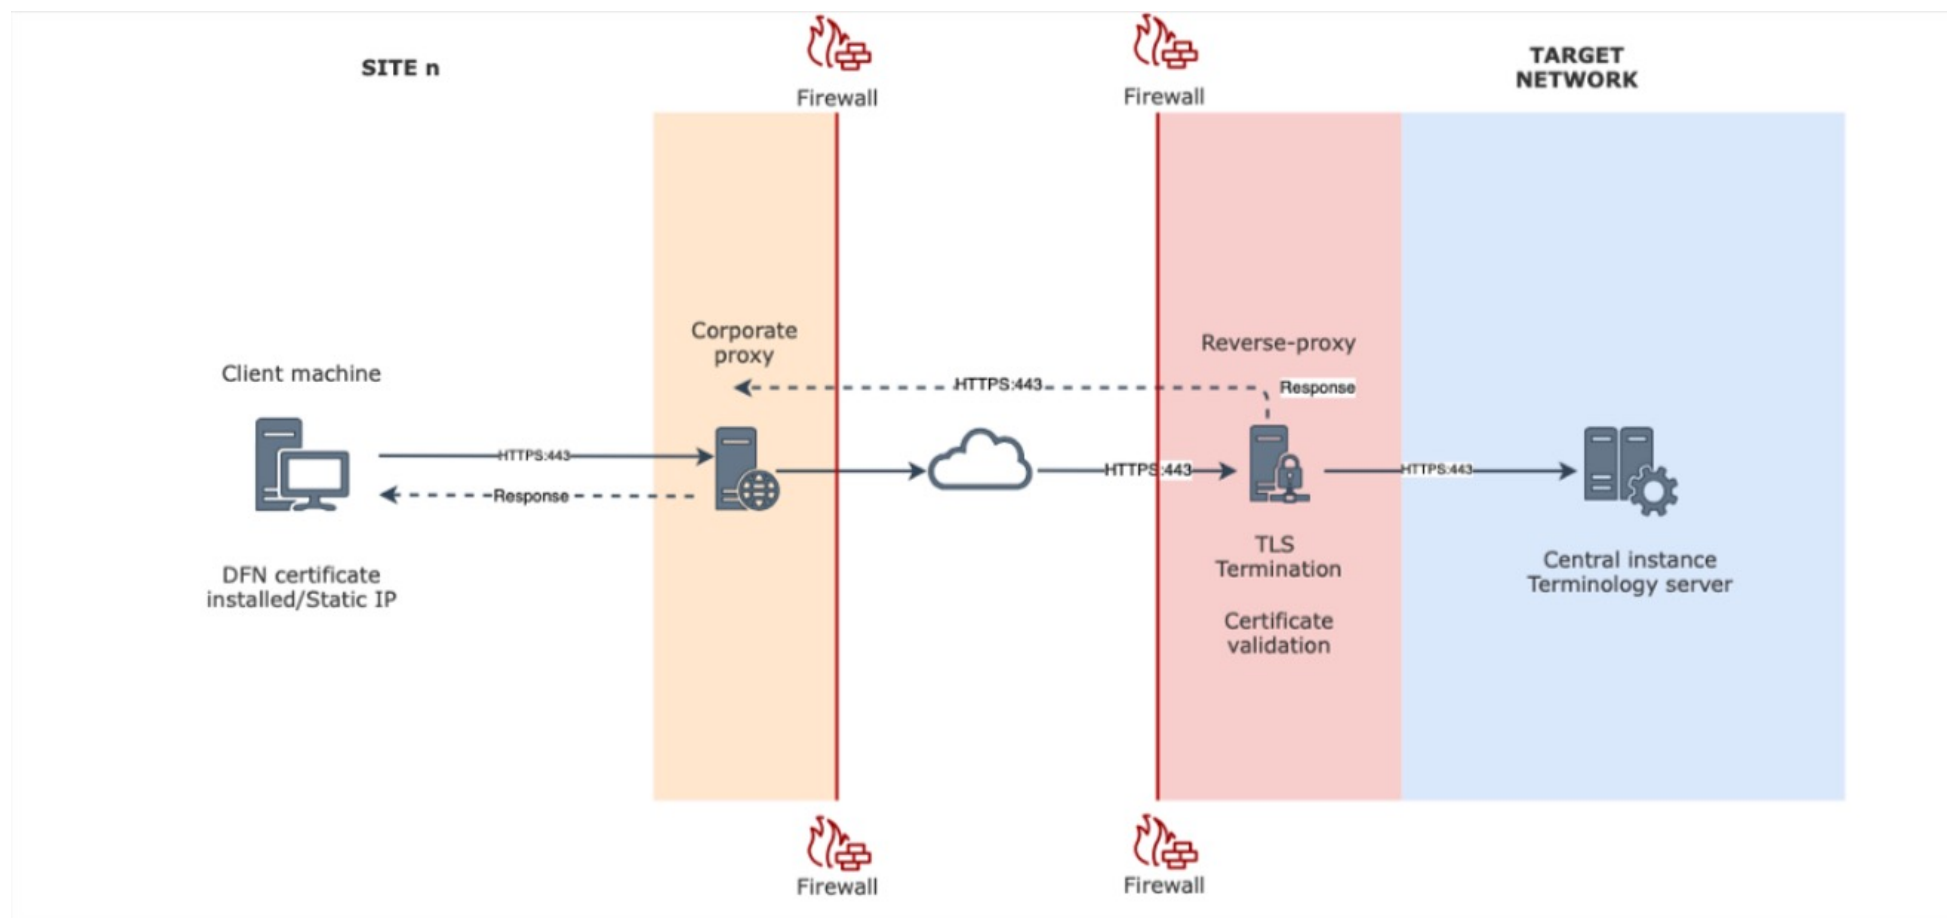 SITE n
Firewall
Firewall
TARGET
NETWORK
Corporate
proxy
Reverse-proxy
Client machine
HTTPS:443
Response
HTTPS:443
HTTPS:443
HTTPS:443
Response
DFN certificate
installed/Static IP
TLS
Termination
Certificate
validation
Central instance
Terminology server
Firewall
Firewall